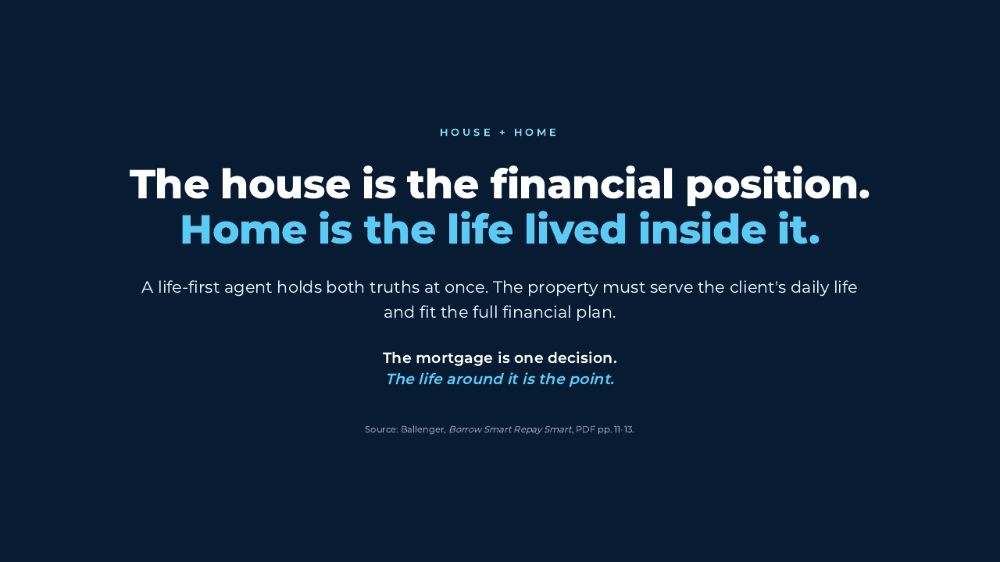 HOUSE + HOME
The house is the financial position.
Home is the life lived inside it.
A life-first agent holds both truths at once. The property must serve the client's daily life
and fit the full financial plan.
The mortgage is one decision.
The life around it is the point.
Source: Ballenger, Borrow Smart Repay Smart, PDF pp. 11-13.